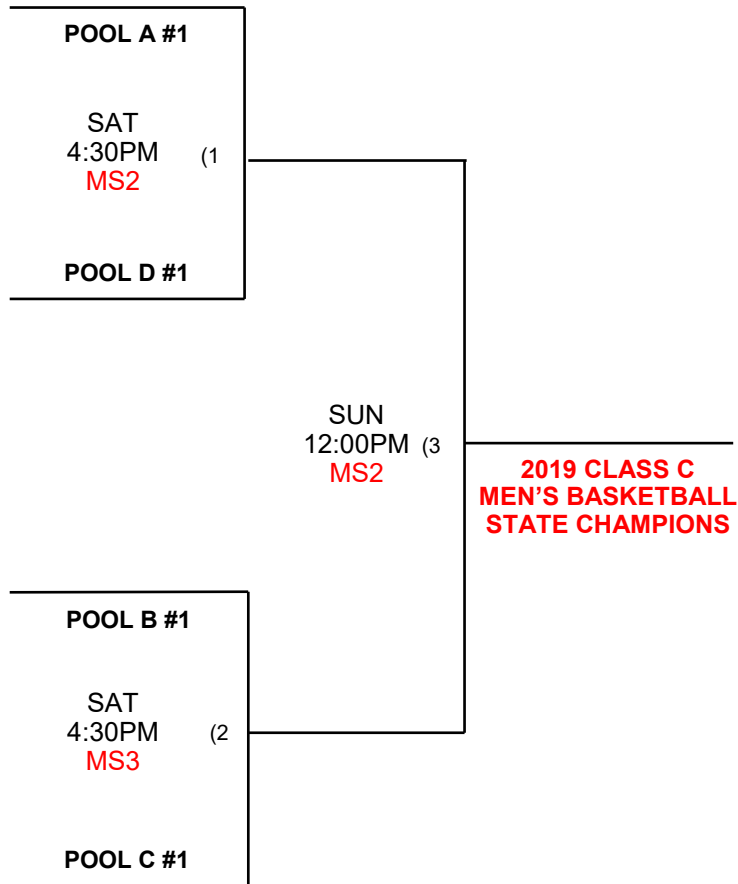 POOL A #1
SAT
4:30PM (1
MS2
POOL D #1
SUN
12:00PM (3
MS2
2019 CLASS C
MEN’S BASKETBALL
STATE CHAMPIONS
POOL B #1
SAT
4:30PM (2
MS3
POOL C #1